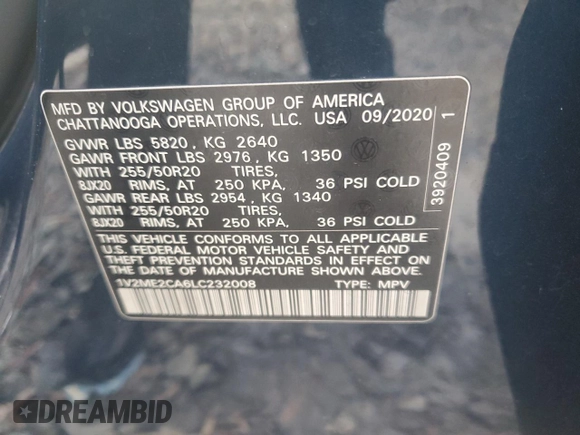 MFD BY VOLKSWAGEN GROUP OF AMERICA
CHATTANOOGA OPERATIONS, LLC. USA 09/2020
GVWR LBS 5820, KG 2640
GAWR FRONT LBS 2976, KG 1350
WITH 255/50R20 TIRES,
8JX20 RIMS, AT 250 KPA, 36 PSI COLD
GAWR REAR LBS 2954, KG 1340
WITH 255/50R20 TIRES,
8JX20 RIMS, AT 250 KPA, 36 PSI COLD
THIS VEHICLE CONFORMS TO ALL APPLICABLE
U.S. FEDERAL MOTOR VEHICLE SAFETY AND
THEFT PREVENTION STANDARDS IN EFFECT ON THE
DATE OF MANUFACTURE SHOWN ABOVE.
1V2ME2CA6LC232008 TYPE: MPV
3920409 1
DREAMBID